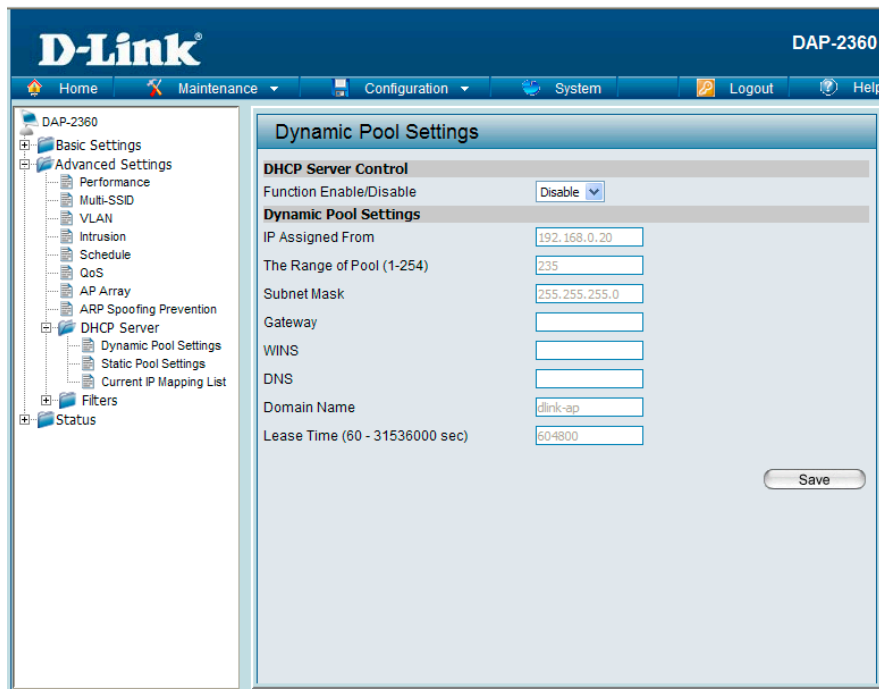 D-Link®
DAP-2360
Home Maintenance Configuration System Logout Help
DAP-2360
Basic Settings
Advanced Settings
Performance
Multi-SSID
VLAN
Intrusion
Schedule
QoS
AP Array
ARP Spoofing Prevention
DHCP Server
Dynamic Pool Settings
Static Pool Settings
Current IP Mapping List
Filters
Status
Dynamic Pool Settings
DHCP Server Control
Function Enable/Disable Disable
Dynamic Pool Settings
IP Assigned From 192.168.0.20
The Range of Pool (1-254) 235
Subnet Mask 255.255.255.0
Gateway
WINS
DNS
Domain Name dlink-ap
Lease Time (60 - 31536000 sec) 604800
Save